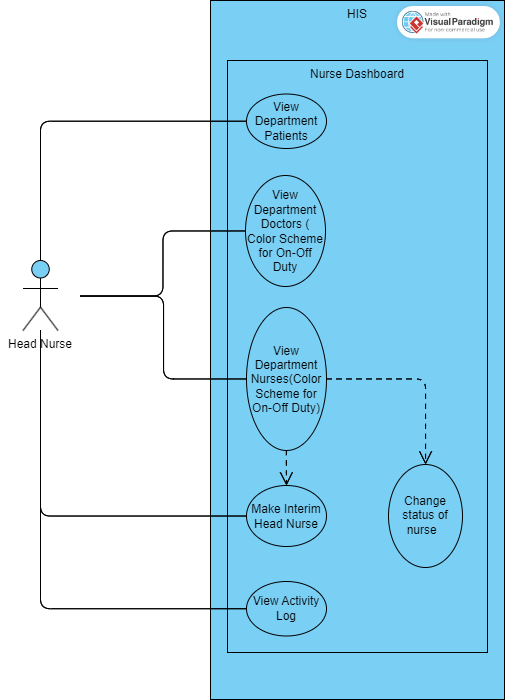 HIS
Made with
Visual Paradigm
For non-commercial use
Nurse Dashboard
View
Department
Patients
View
Department
Doctors (
Color Scheme
for On-Off
Duty
Head Nurse
View
Department
Nurses(Color
Scheme for
On-Off Duty)
Make Interim
Head Nurse
Change
status of
nurse
View Activity
Log